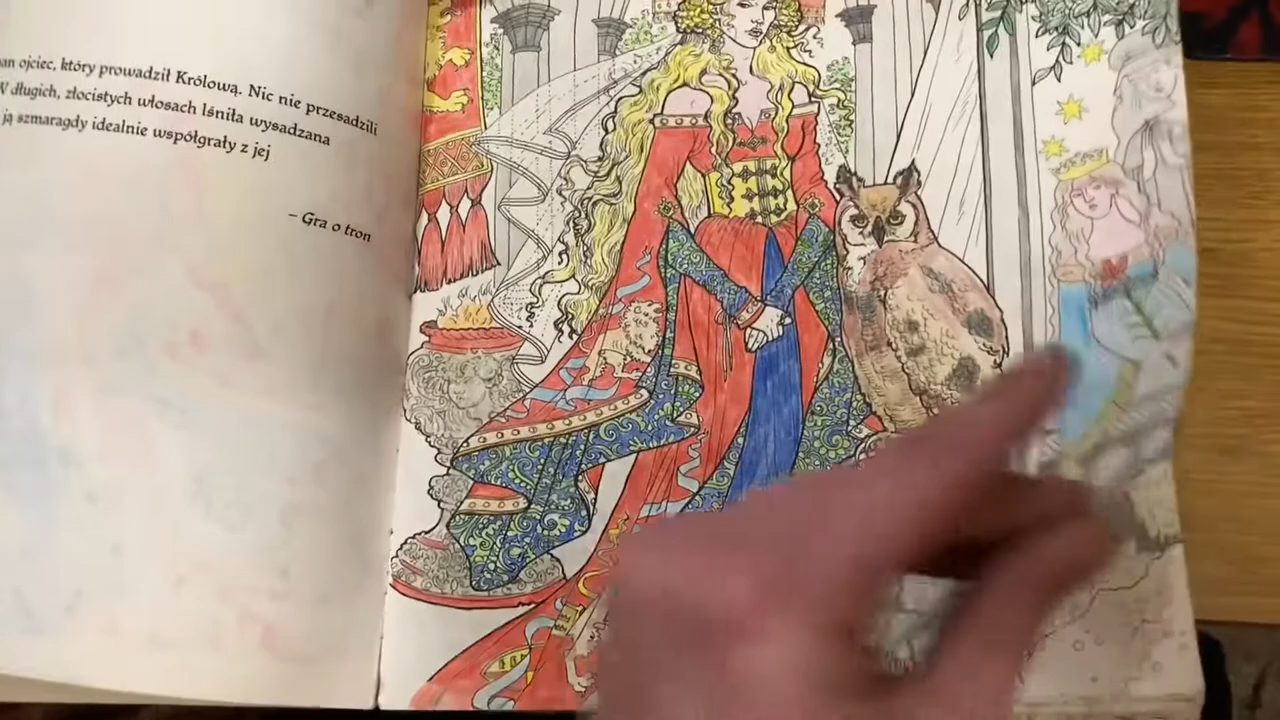 ojciec, który prowadził Królową. Nic nie przesadzili
W długich, złocistych włosach lśniła wysadzana
ją szmaragdy idealnie współgrały z jej
– Gra o tron